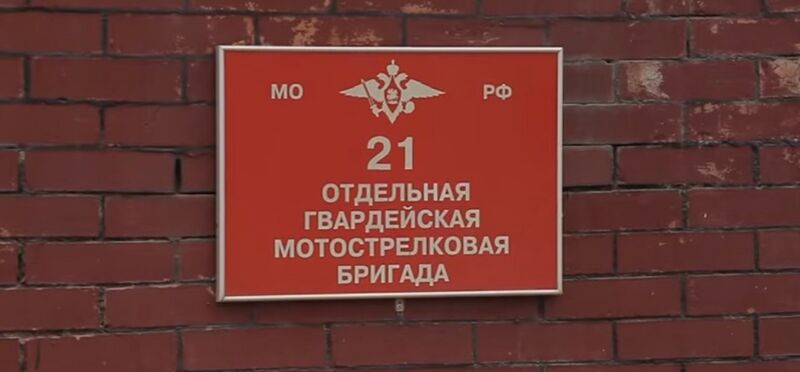 МО РФ
21
ОТДЕЛЬНАЯ
ГВАРДЕЙСКАЯ
МОТОСТРЕЛКОВАЯ
БРИГАДА